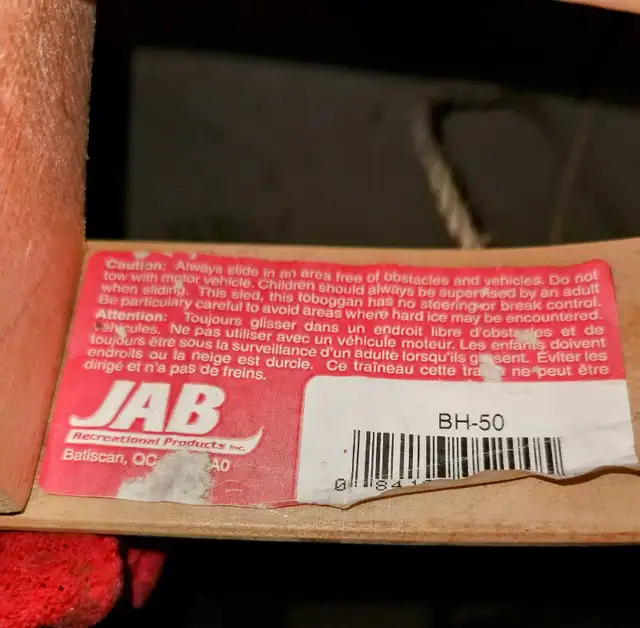 Caution: Always slide in an area free of obstacles and vehicles. Do not
tow with motor vehicle. Children should always be supervised by an adult
when sliding. This sled, this toboggan has no steering or break control.
Be particulary careful to avoid areas where hard ice may be encountered.
Attention: Toujours glisser dans un endroit libre d'obstacles et de
véhicules. Ne pas utiliser avec un véhicule moteur. Les enfants doivent
toujours être sous la surveillance d'un adulte lorsqu'ils glissent. Éviter les
endroits ou la neige est durcie. Ce traîneau cette ne peut être
dirigé et n'a pas de freins.
JAB
Recreational Products Inc.
Batiscan, QC A0
BH-50